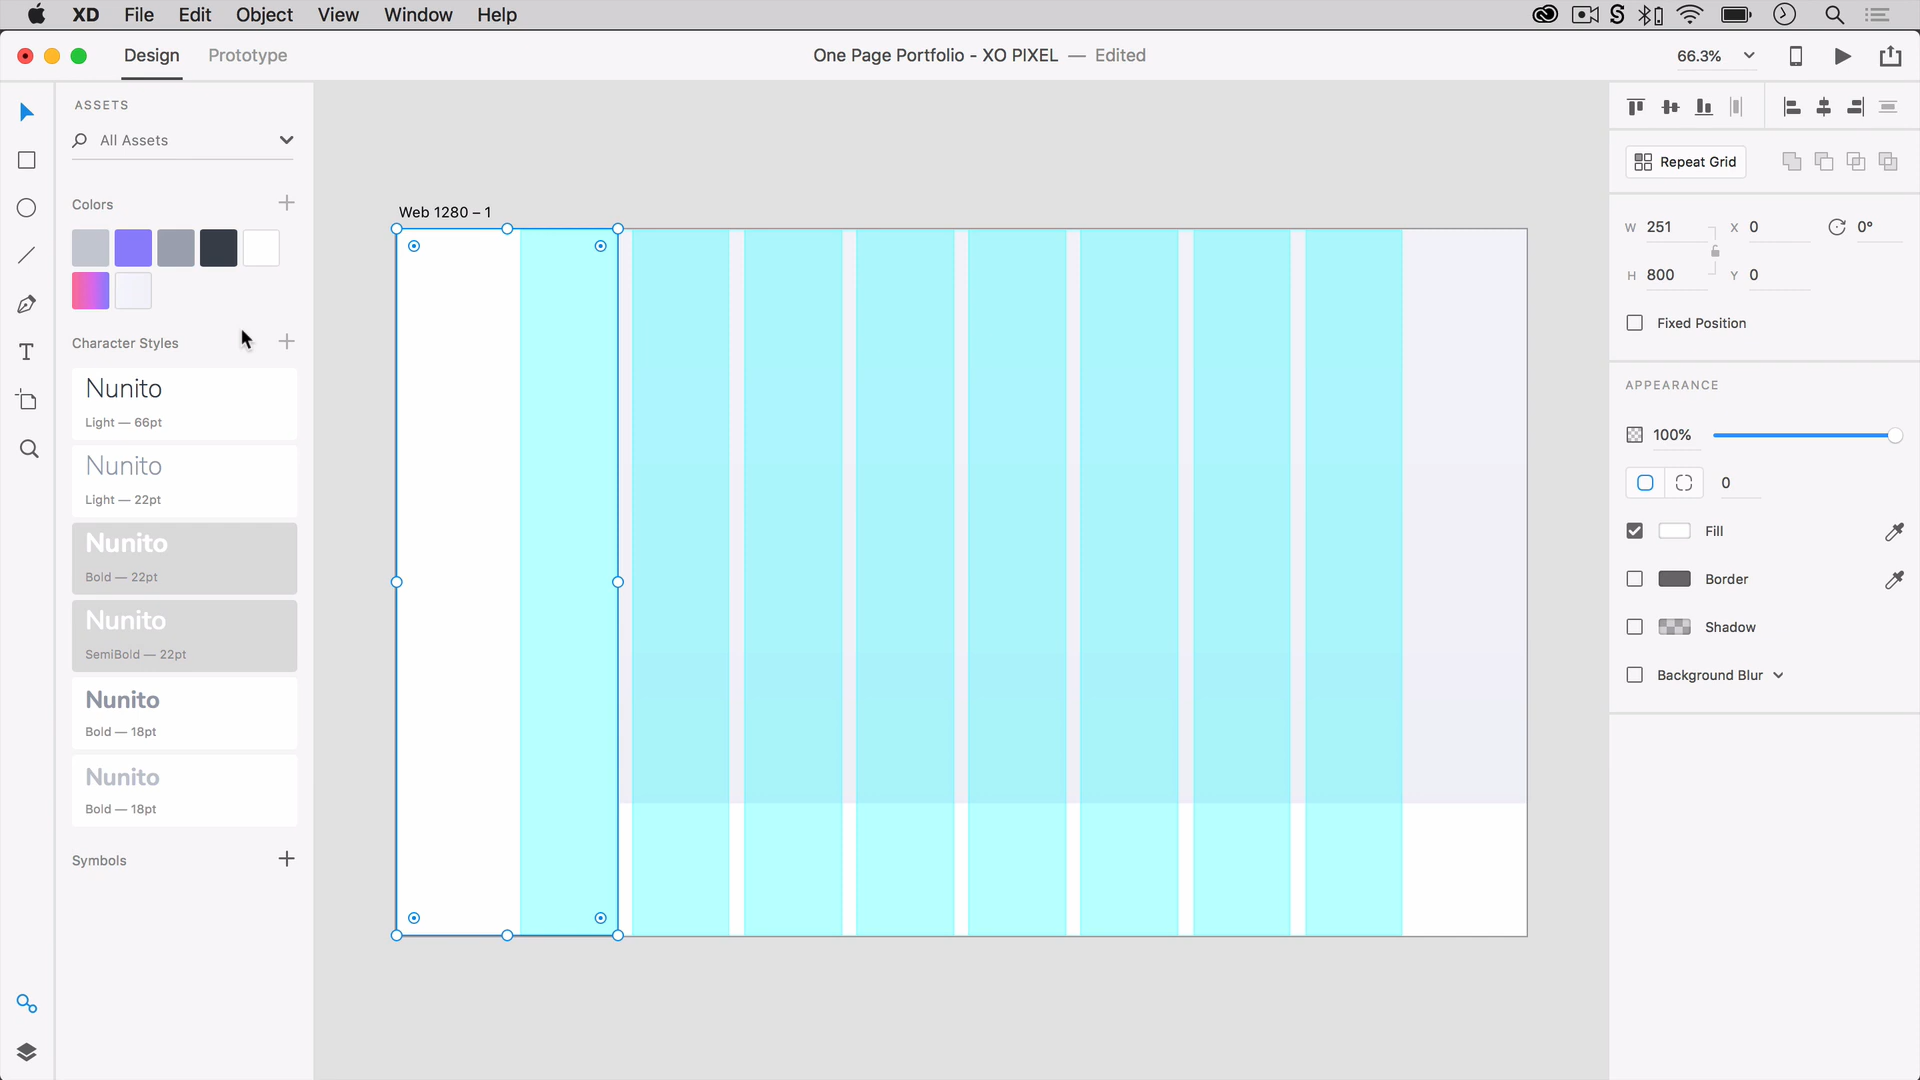 XD File Edit Object View Window Help
Design Prototype
One Page Portfolio - XO PIXEL — Edited
66.3%
ASSETS
All Assets
Colors
Character Styles
Nunito
Light — 66pt
Nunito
Light — 22pt
Nunito
Bold — 22pt
Nunito
SemiBold — 22pt
Nunito
Bold — 18pt
Nunito
Bold — 18pt
Symbols
Web 1280 – 1
Repeat Grid
W 251 X 0 0°
H 800 Y 0
Fixed Position
APPEARANCE
100%
0
Fill
Border
Shadow
Background Blur